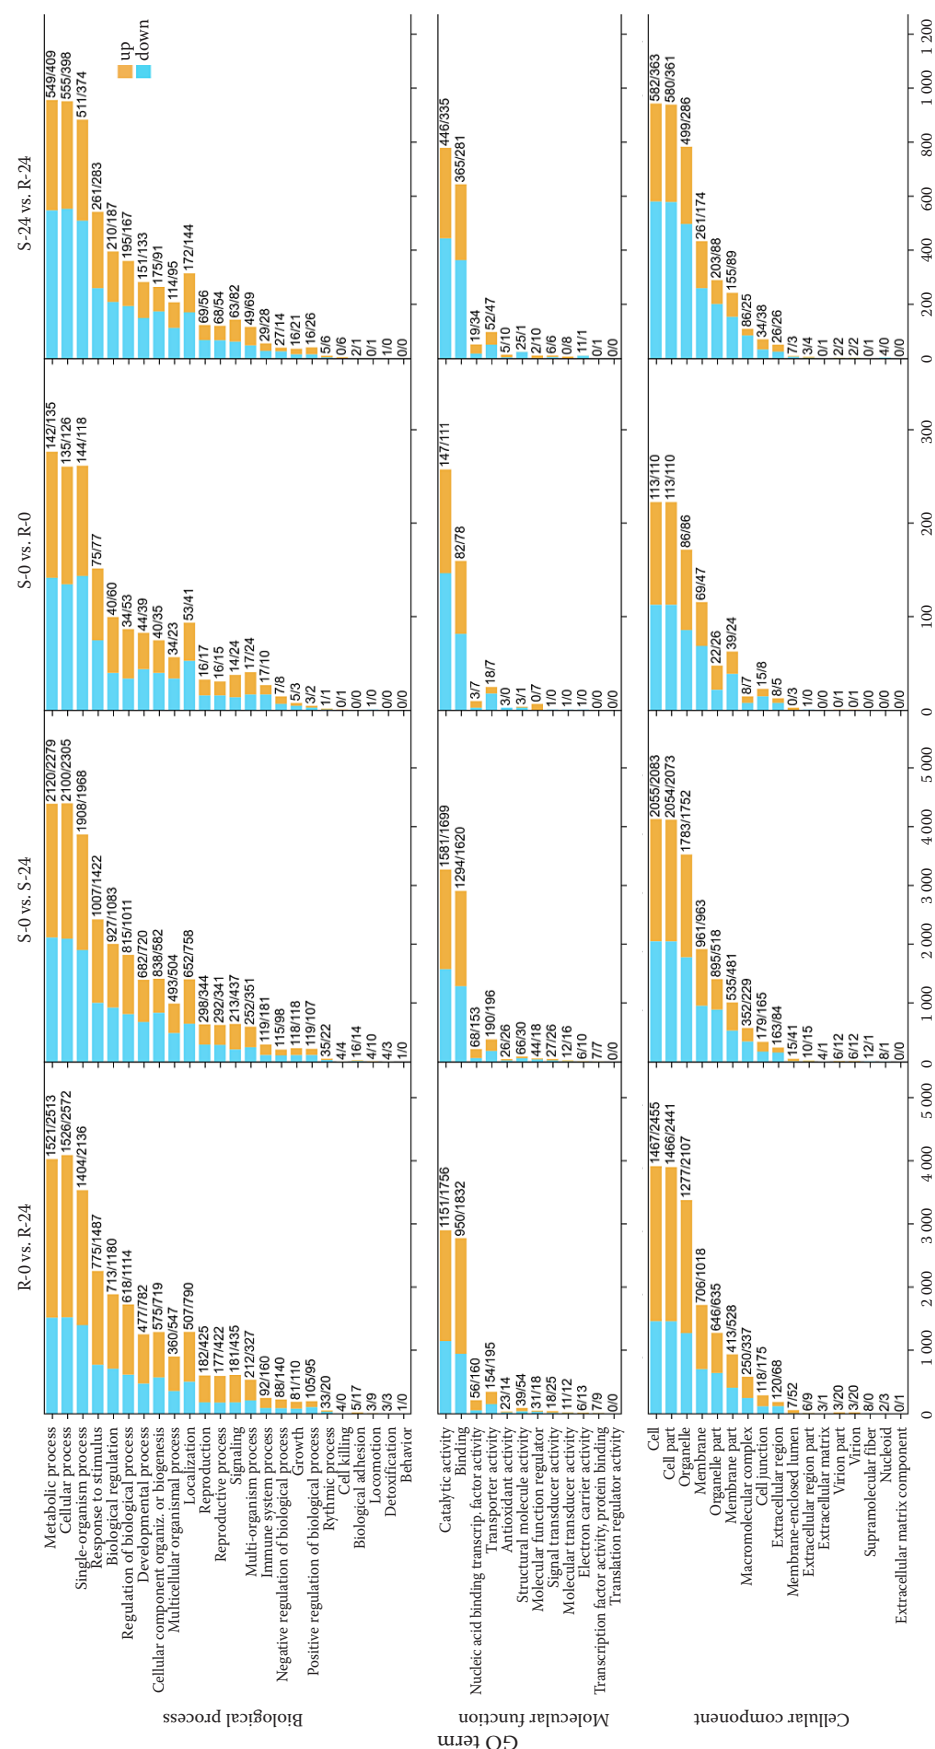 R-0 vs. R-24 S-0 vs. S-24 S-0 vs. R-0 S-24 vs. R-24
GO term
Biological process
Metabolic process 1521/2513 2120/2279 142/135 549/409
Cellular process 1526/2572 2100/2305 135/126 555/398
Single-organism process 1404/2136 1908/1968 144/118 511/374
Response to stimulus 775/1487 1007/1422 75/77 261/283
Biological regulation 713/1180 927/1083 40/60 210/187
Regulation of biological process 618/1114 815/1011 34/53 195/167
Developmental process 477/782 682/720 44/39 151/133
Cellular component organiz. or biogenesis 575/719 838/582 40/35 175/91
Multicellular organismal process 360/547 493/504 34/23 114/95
Localization 507/790 652/758 53/41 172/144
Reproduction 182/425 298/344 16/17 69/56
Reproductive process 177/422 292/341 16/15 68/54
Signaling 181/435 213/437 14/24 63/82
Multi-organism process 212/327 252/351 17/24 49/69
Immune system process 92/160 119/181 17/10 29/28
Negative regulation of biological process 88/140 115/98 7/8 27/14
Growth 81/110 118/118 5/3 16/21
Positive regulation of biological process 105/95 119/107 3/2 16/26
Rythmic process 33/20 35/22 1/1 5/6
Cell killing 4/0 4/4 0/1 0/6
Biological adhesion 5/17 16/14 0/0 2/1
Locomotion 3/9 4/10 1/0 0/1
Detoxification 3/3 4/3 0/0 1/0
Behavior 1/0 1/0 0/0 0/0
up
down
Molecular function
Catalytic activity 1151/1756 1581/1699 147/111 446/335
Binding 950/1832 1294/1620 82/78 365/281
Nucleic acid binding transcrip. factor activity 56/160 68/153 3/7 19/34
Transporter activity 154/195 190/196 18/7 52/47
Antioxidant activity 23/14 26/26 3/0 5/10
Structural molecule activity 39/54 66/30 3/1 25/1
Molecular function regulator 31/18 44/18 0/7 2/10
Signal transducer activity 18/25 27/26 1/0 6/6
Molecular transducer activity 11/12 12/16 1/0 0/8
Electron carrier activity 6/13 6/10 1/0 11/1
Transcription factor activity, protein binding 7/9 7/7 0/0 0/1
Translation regulator activity 0/0 0/0 0/0 0/0
Cellular component
Cell 1467/2455 2055/2083 113/110 582/363
Cell part 1466/2441 2054/2073 113/110 580/361
Organelle 1277/2107 1783/1752 86/86 499/286
Membrane 706/1018 961/963 69/47 261/174
Organelle part 646/635 895/518 22/26 203/88
Membrane part 413/528 535/481 39/24 155/89
Macromolecular complex 250/337 352/229 8/7 86/25
Cell junction 118/175 179/165 15/8 34/38
Extracellular region 120/68 163/84 8/5 26/26
Membrane-enclosed lumen 7/52 15/41 0/3 7/3
Extracellular region part 6/9 10/15 1/0 3/4
Extracellular matrix 3/1 4/1 0/0 0/1
Virion part 3/20 6/12 0/1 2/2
Virion 3/20 6/12 0/1 2/2
Supramolecular fiber 8/0 12/1 0/0 0/1
Nucleoid 2/3 8/1 0/0 4/0
Extracellular matrix component 0/1 0/0 0/0 0/0
0 1 000 2 000 3 000 4 000 5 000 0 1 000 2 000 3 000 4 000 5 000 0 100 200 300 0 200 400 600 800 1 000 1 200